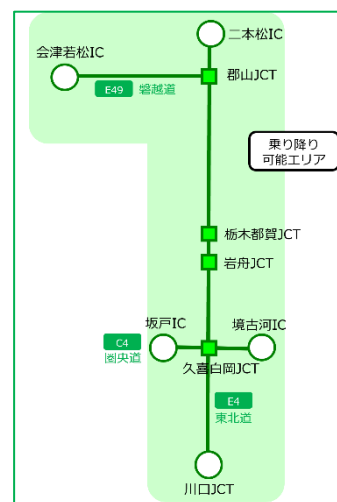 二本松IC
会津若松IC
郡山JCT
E49 磐越道
乗り降り
可能エリア
栃木都賀JCT
岩舟JCT
坂戸IC
境古河IC
C4
圏央道
久喜白岡JCT
E4
東北道
川口JCT